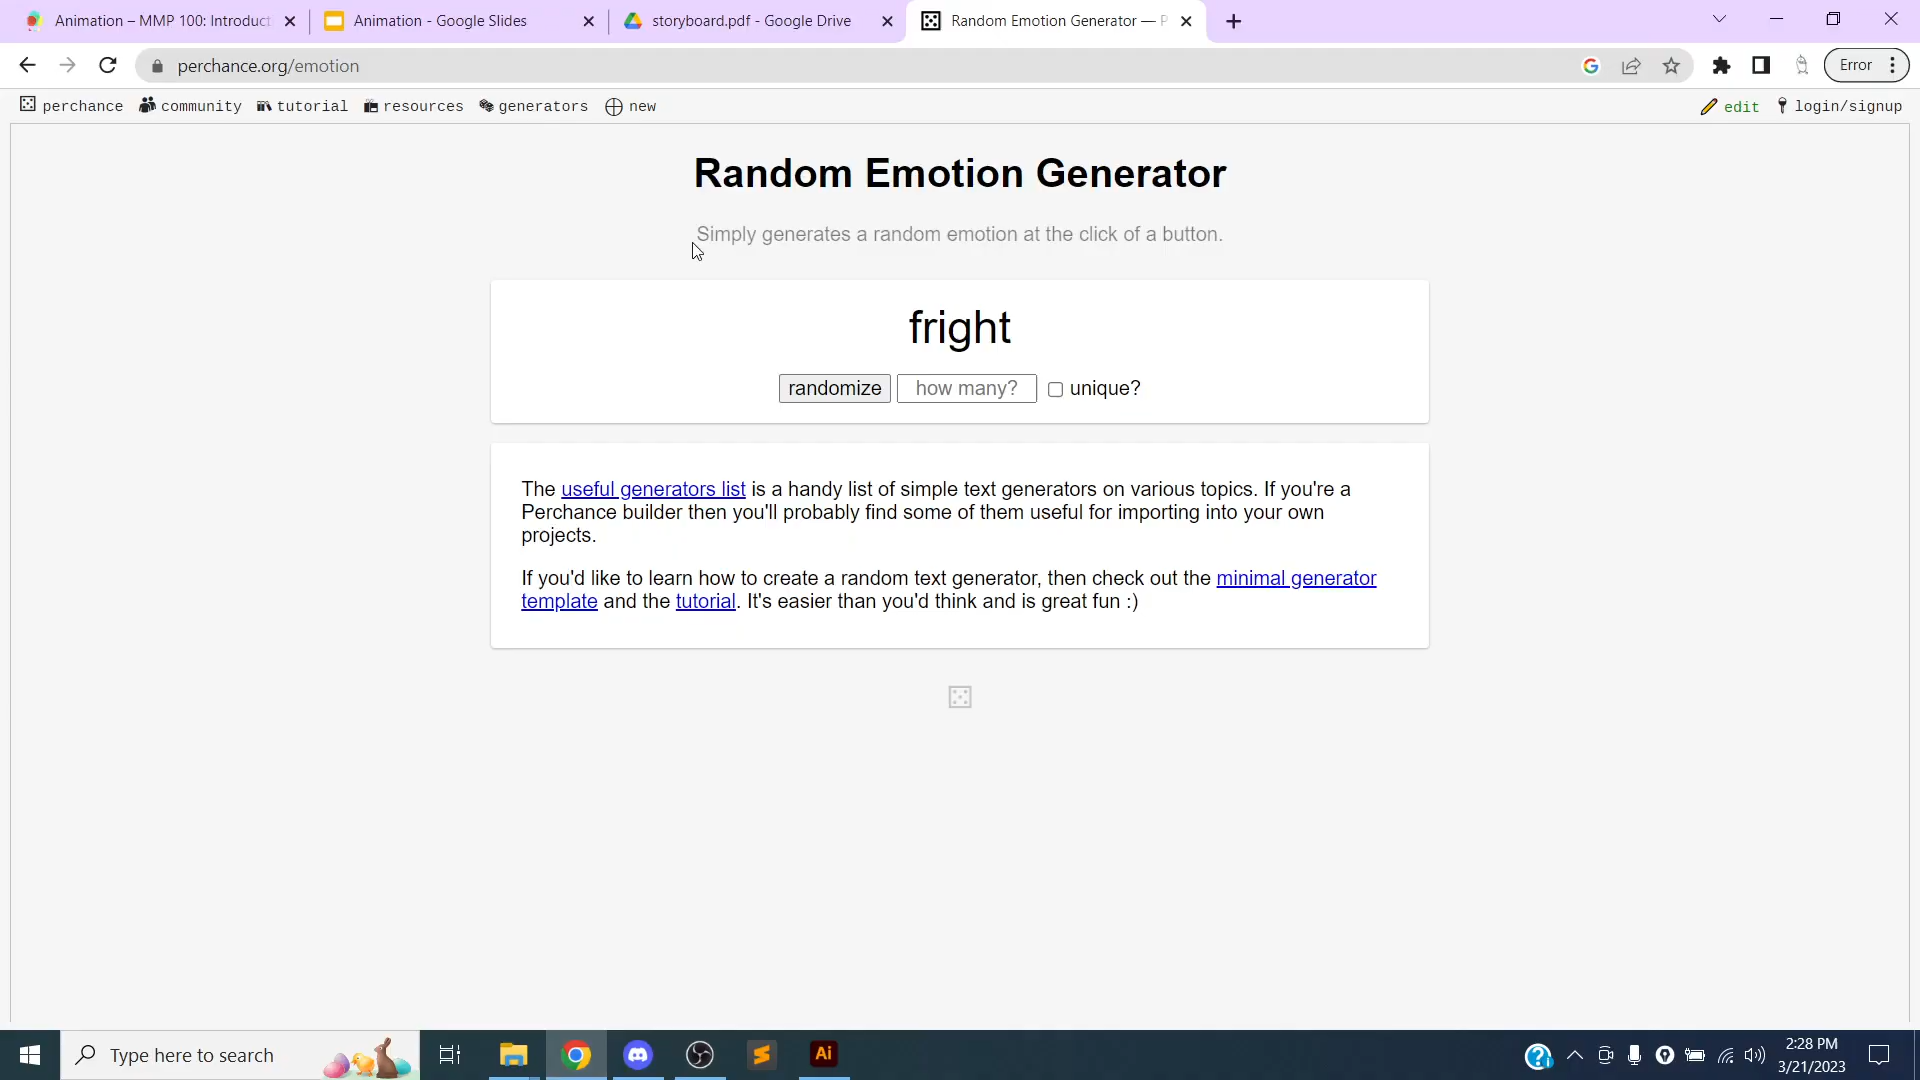 Animation – MMP 100: Introduct
Animation - Google Slides
storyboard.pdf - Google Drive
Random Emotion Generator — P
perchance.org/emotion
Error
perchance
community
tutorial
resources
generators
new
edit
login/signup
Random Emotion Generator
Simply generates a random emotion at the click of a button.
fright
randomize
how many?
unique?
The useful generators list is a handy list of simple text generators on various topics. If you're a
Perchance builder then you'll probably find some of them useful for importing into your own
projects.
If you'd like to learn how to create a random text generator, then check out the minimal generator
template and the tutorial. It's easier than you'd think and is great fun :)
Type here to search
Ai
2:28 PM
3/21/2023